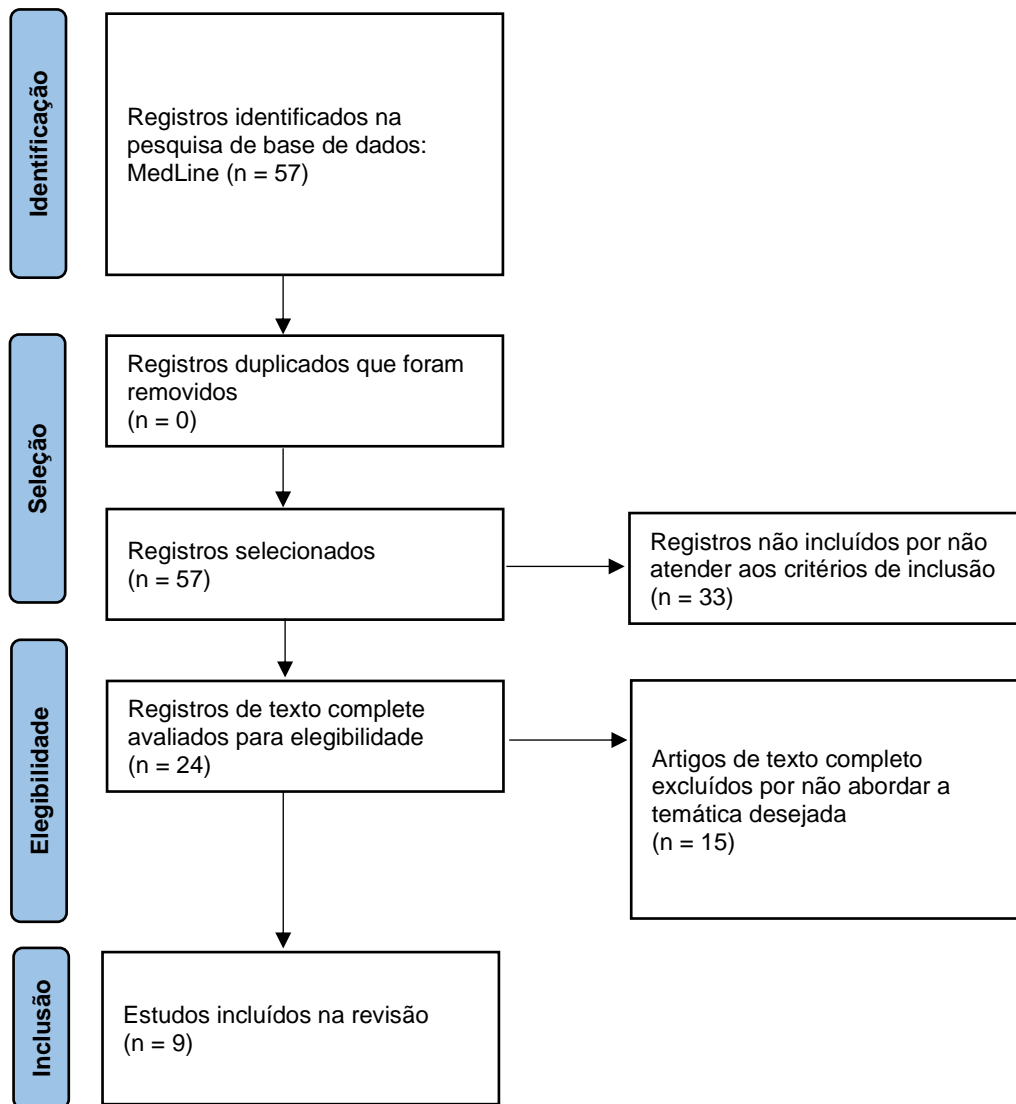 Identificação
Registros identificados na
pesquisa de base de dados:
MedLine (n = 57)
Seleção
Registros duplicados que foram
removidos
(n = 0)
Registros selecionados
(n = 57)
Registros não incluídos por não
atender aos critérios de inclusão
(n = 33)
Elegibilidade
Registros de texto complete
avaliados para elegibilidade
(n = 24)
Artigos de texto completo
excluídos por não abordar a
temática desejada
(n = 15)
Inclusão
Estudos incluídos na revisão
(n = 9)